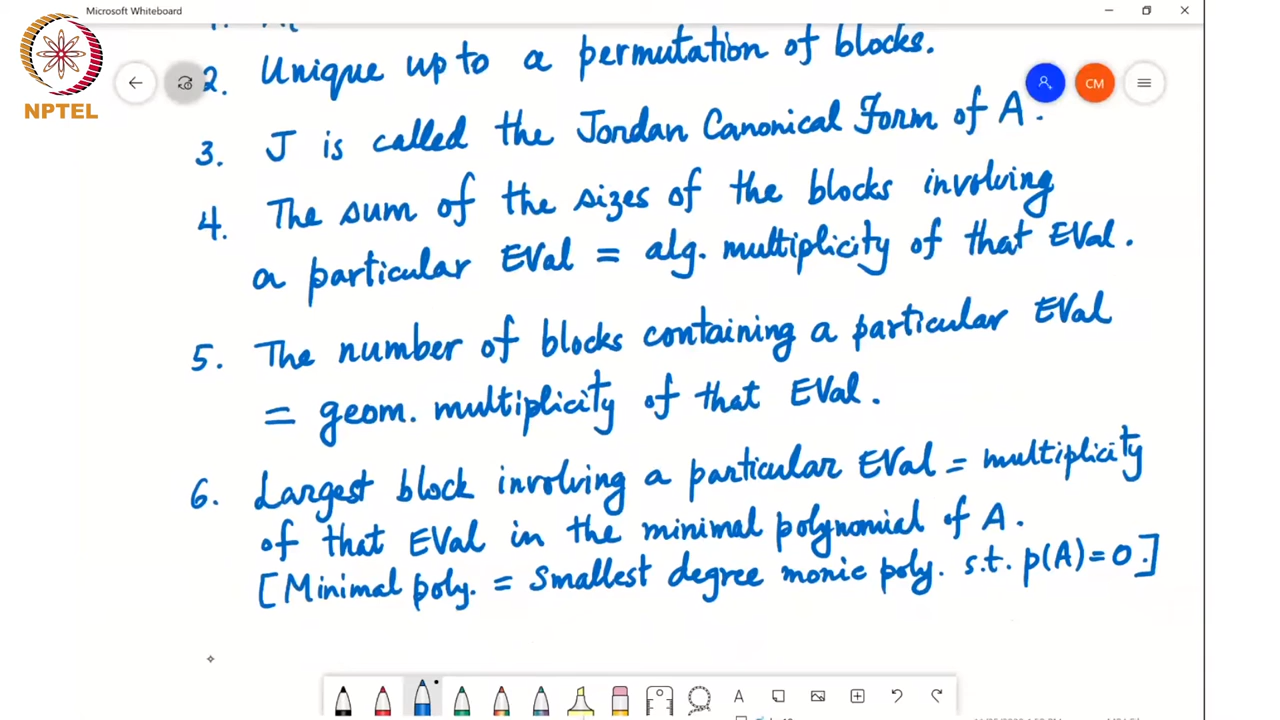 Microsoft Whiteboard
NPTEL
CM
2. Unique up to a permutation of blocks.
3. J is called the Jordan Canonical Form of A.
4. The sum of the sizes of the blocks involving
a particular EVal = alg. multiplicity of that EVal.
5. The number of blocks containing a particular EVal
= geom. multiplicity of that EVal.
6. Largest block involving a particular EVal = multiplicity
of that EVal in the minimal polynomial of A.
[Minimal poly. = Smallest degree monic poly. s.t. p(A)=0.]
A